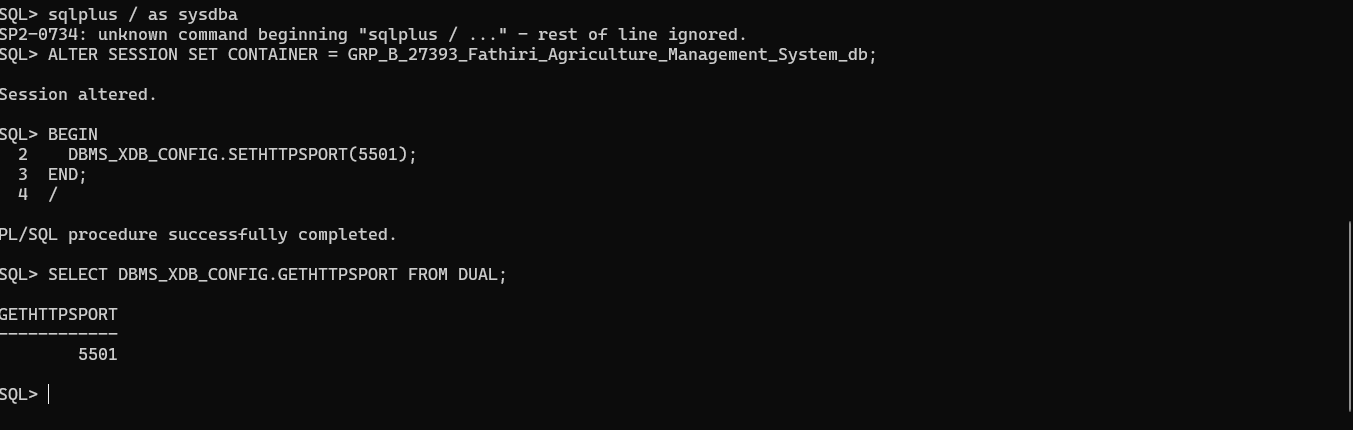 SQL> sqlplus / as sysdba
SP2-0734: unknown command beginning "sqlplus / ..." - rest of line ignored.
SQL> ALTER SESSION SET CONTAINER = GRP_B_27393_Fathiri_Agriculture_Management_System_db;
Session altered.
SQL> BEGIN
2 DBMS_XDB_CONFIG.SETHTTPSPORT(5501);
3 END;
4 /
PL/SQL procedure successfully completed.
SQL> SELECT DBMS_XDB_CONFIG.GETHTTPSPORT FROM DUAL;
GETHTTPSPORT
------------
5501
SQL>